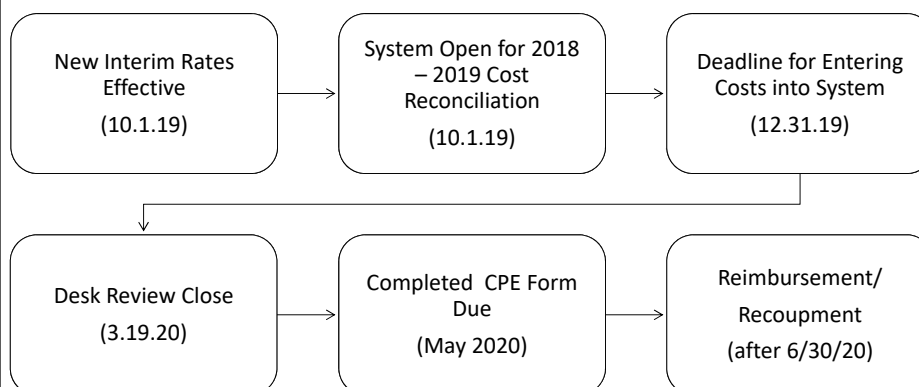 New Interim Rates
Effective
(10.1.19)
System Open for 2018
– 2019 Cost
Reconciliation
(10.1.19)
Deadline for Entering
Costs into System
(12.31.19)
Desk Review Close
(3.19.20)
Completed  CPE Form
Due
(May 2020)
Reimbursement/
Recoupment
(after 6/30/20)